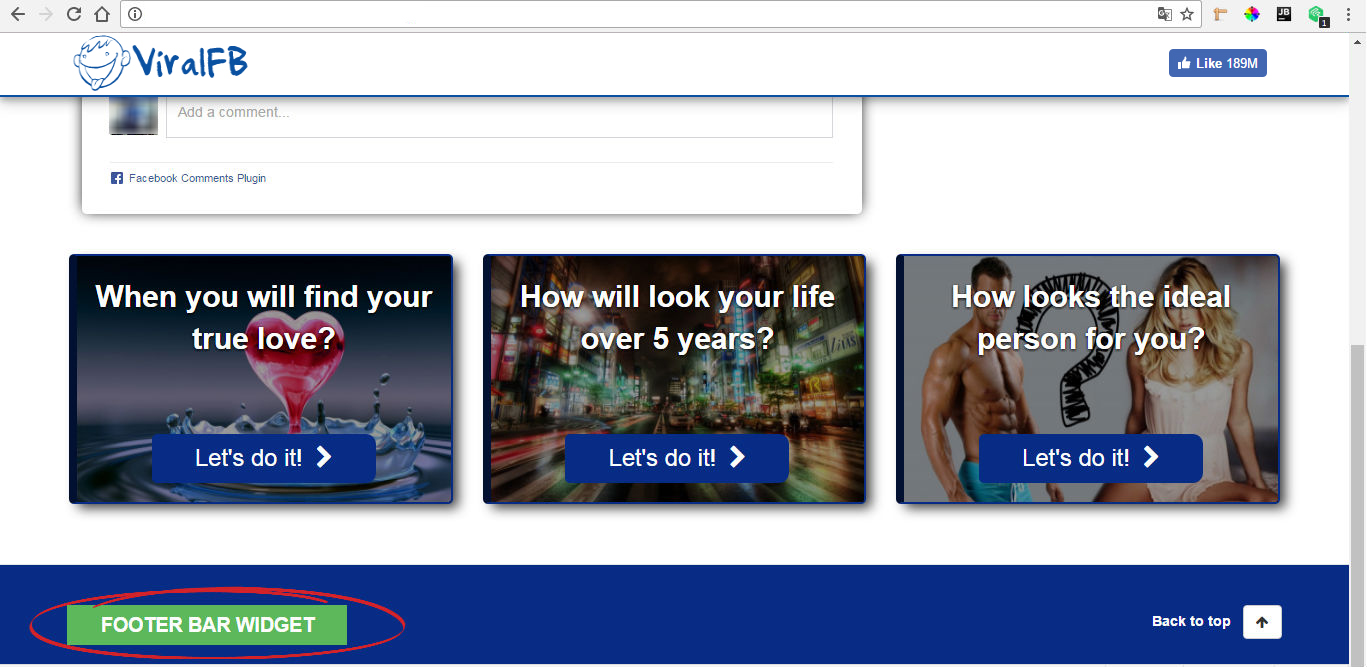 ViralFB
Like 189M
Add a comment...
Facebook Comments Plugin
When you will find your
true love?
Let's do it!
How will look your life
over 5 years?
Let's do it!
How looks the ideal
person for you?
Let's do it!
FOOTER BAR WIDGET
Back to top
JB
1